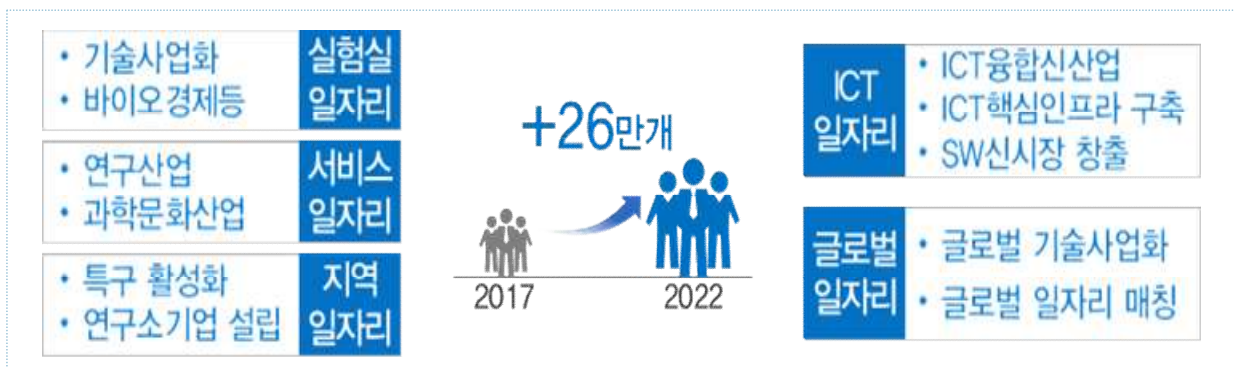 • 기술사업화
• 바이오경제등
실험실
일자리
• 연구산업
• 과학문화산업
서비스
일자리
• 특구 활성화
• 연구소기업 설립
지역
일자리
+26만개
2017
2022
ICT
일자리
• ICT융합신산업
• ICT핵심인프라 구축
• SW신시장 창출
글로벌
일자리
• 글로벌 기술사업화
• 글로벌 일자리 매칭